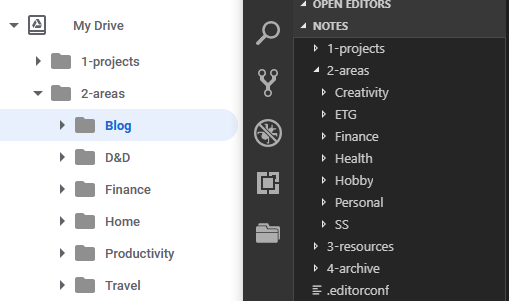 My Drive
1-projects
2-areas
Blog
D&D
Finance
Home
Productivity
Travel
OPEN EDITORS
NOTES
1-projects
2-areas
Creativity
ETG
Finance
Health
Hobby
Personal
SS
3-resources
4-archive
.editorconf